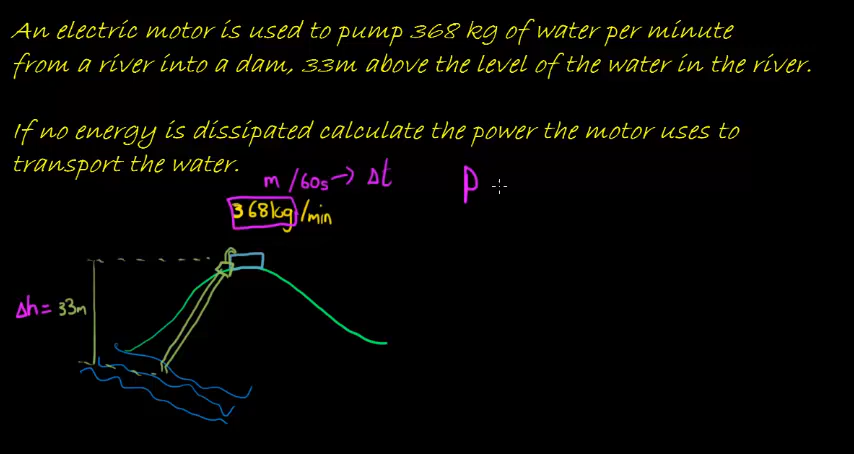 An electric motor is used to pump 368 kg of water per minute
from a river into a dam, 33m above the level of the water in the river.
If no energy is dissipated calculate the power the motor uses to
transport the water.
m /60s → Δt
P
368kg/min
Δh = 33m